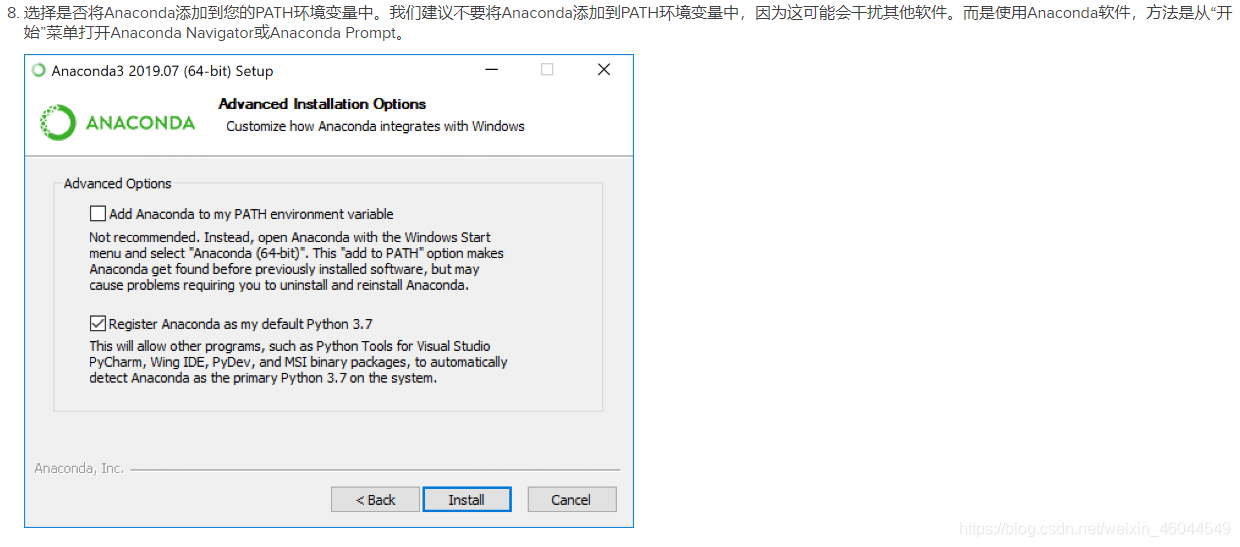 8. 选择是否将Anaconda添加到您的PATH环境变量中。我们建议不要将Anaconda添加到PATH环境变量中，因为这可能会干扰其他软件。而是使用Anaconda软件，方法是从“开
始”菜单打开Anaconda Navigator或Anaconda Prompt。
Anaconda3 2019.07 (64-bit) Setup
Advanced Installation Options
ANACONDA
Customize how Anaconda integrates with Windows
Advanced Options
Add Anaconda to my PATH environment variable
Not recommended. Instead, open Anaconda with the Windows Start
menu and select "Anaconda (64-bit)". This "add to PATH" option makes
Anaconda get found before previously installed software, but may
cause problems requiring you to uninstall and reinstall Anaconda.
Register Anaconda as my default Python 3.7
This will allow other programs, such as Python Tools for Visual Studio
PyCharm, Wing IDE, PyDev, and MSI binary packages, to automatically
detect Anaconda as the primary Python 3.7 on the system.
Anaconda, Inc.
< Back Install Cancel
https://blog.csdn.net/weixin_46044549